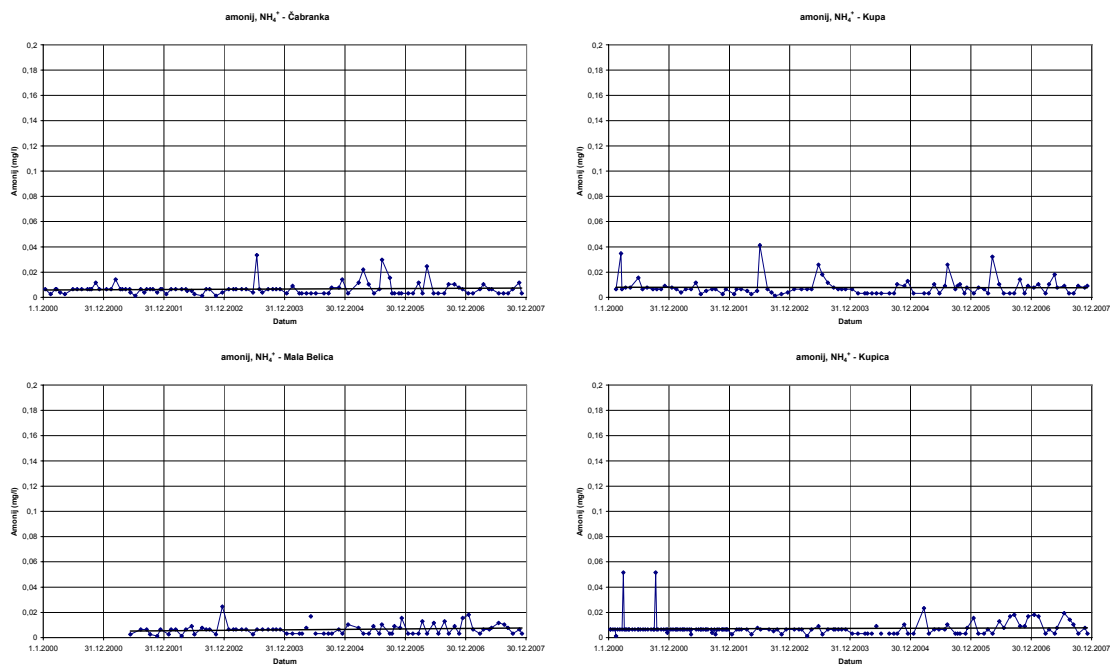 amonij, NH₄⁺ - Čabranka
0,2
0,18
0,16
0,14
0,12
0,1
0,08
0,06
0,04
0,02
0
Amonij (mg/l)
1.1.2000 31.12.2000 31.12.2001 31.12.2002 31.12.2003 30.12.2004 30.12.2005 30.12.2006 30.12.2007
Datum
amonij, NH₄⁺ - Kupa
0,2
0,18
0,16
0,14
0,12
0,1
0,08
0,06
0,04
0,02
0
Amonij (mg/l)
1.1.2000 31.12.2000 31.12.2001 31.12.2002 31.12.2003 30.12.2004 30.12.2005 30.12.2006 30.12.2007
Datum
amonij, NH₄⁺ - Mala Belica
0,2
0,18
0,16
0,14
0,12
0,1
0,08
0,06
0,04
0,02
0
Amonij (mg/l)
1.1.2000 31.12.2000 31.12.2001 31.12.2002 31.12.2003 30.12.2004 30.12.2005 30.12.2006 30.12.2007
Datum
amonij, NH₄⁺ - Kupica
0,2
0,18
0,16
0,14
0,12
0,1
0,08
0,06
0,04
0,02
0
Amonij (mg/l)
1.1.2000 31.12.2000 31.12.2001 31.12.2002 31.12.2003 30.12.2004 30.12.2005 30.12.2006 30.12.2007
Datum